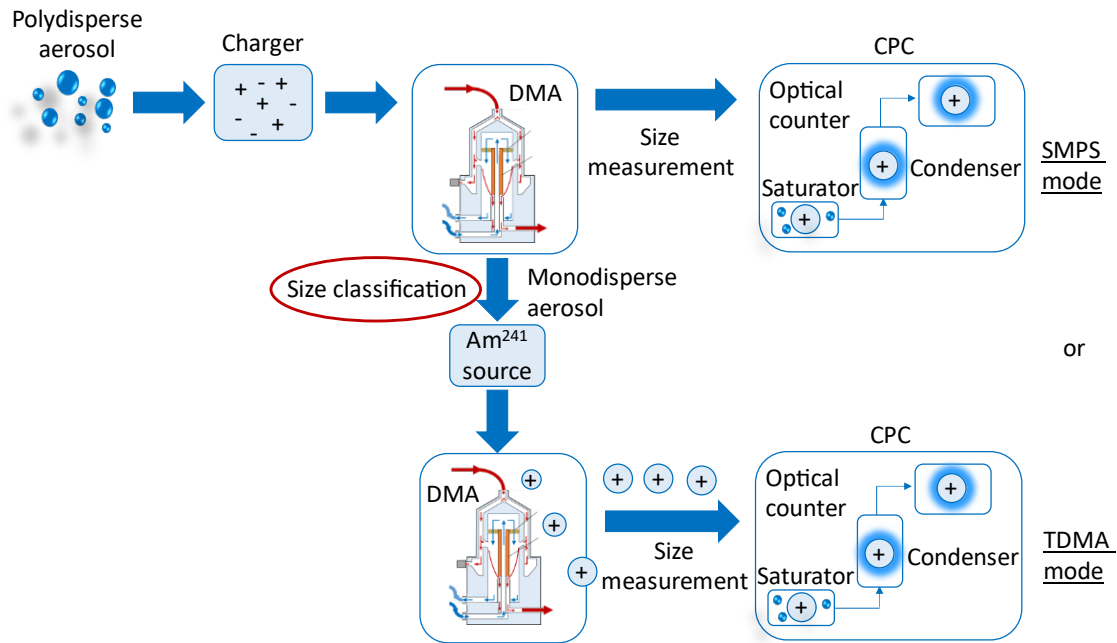 Polydisperse
aerosol
Charger
+ - +
+ -
- +
-
DMA
Size
measurement
CPC
Optical
counter
+
+
Condenser
Saturator
+
SMPS
mode
Size classification
Monodisperse
aerosol
Am²⁴¹
source
or
DMA
+
+
+
+ + +
Size
measurement
CPC
Optical
counter
+
+
Condenser
Saturator
+
TDMA
mode